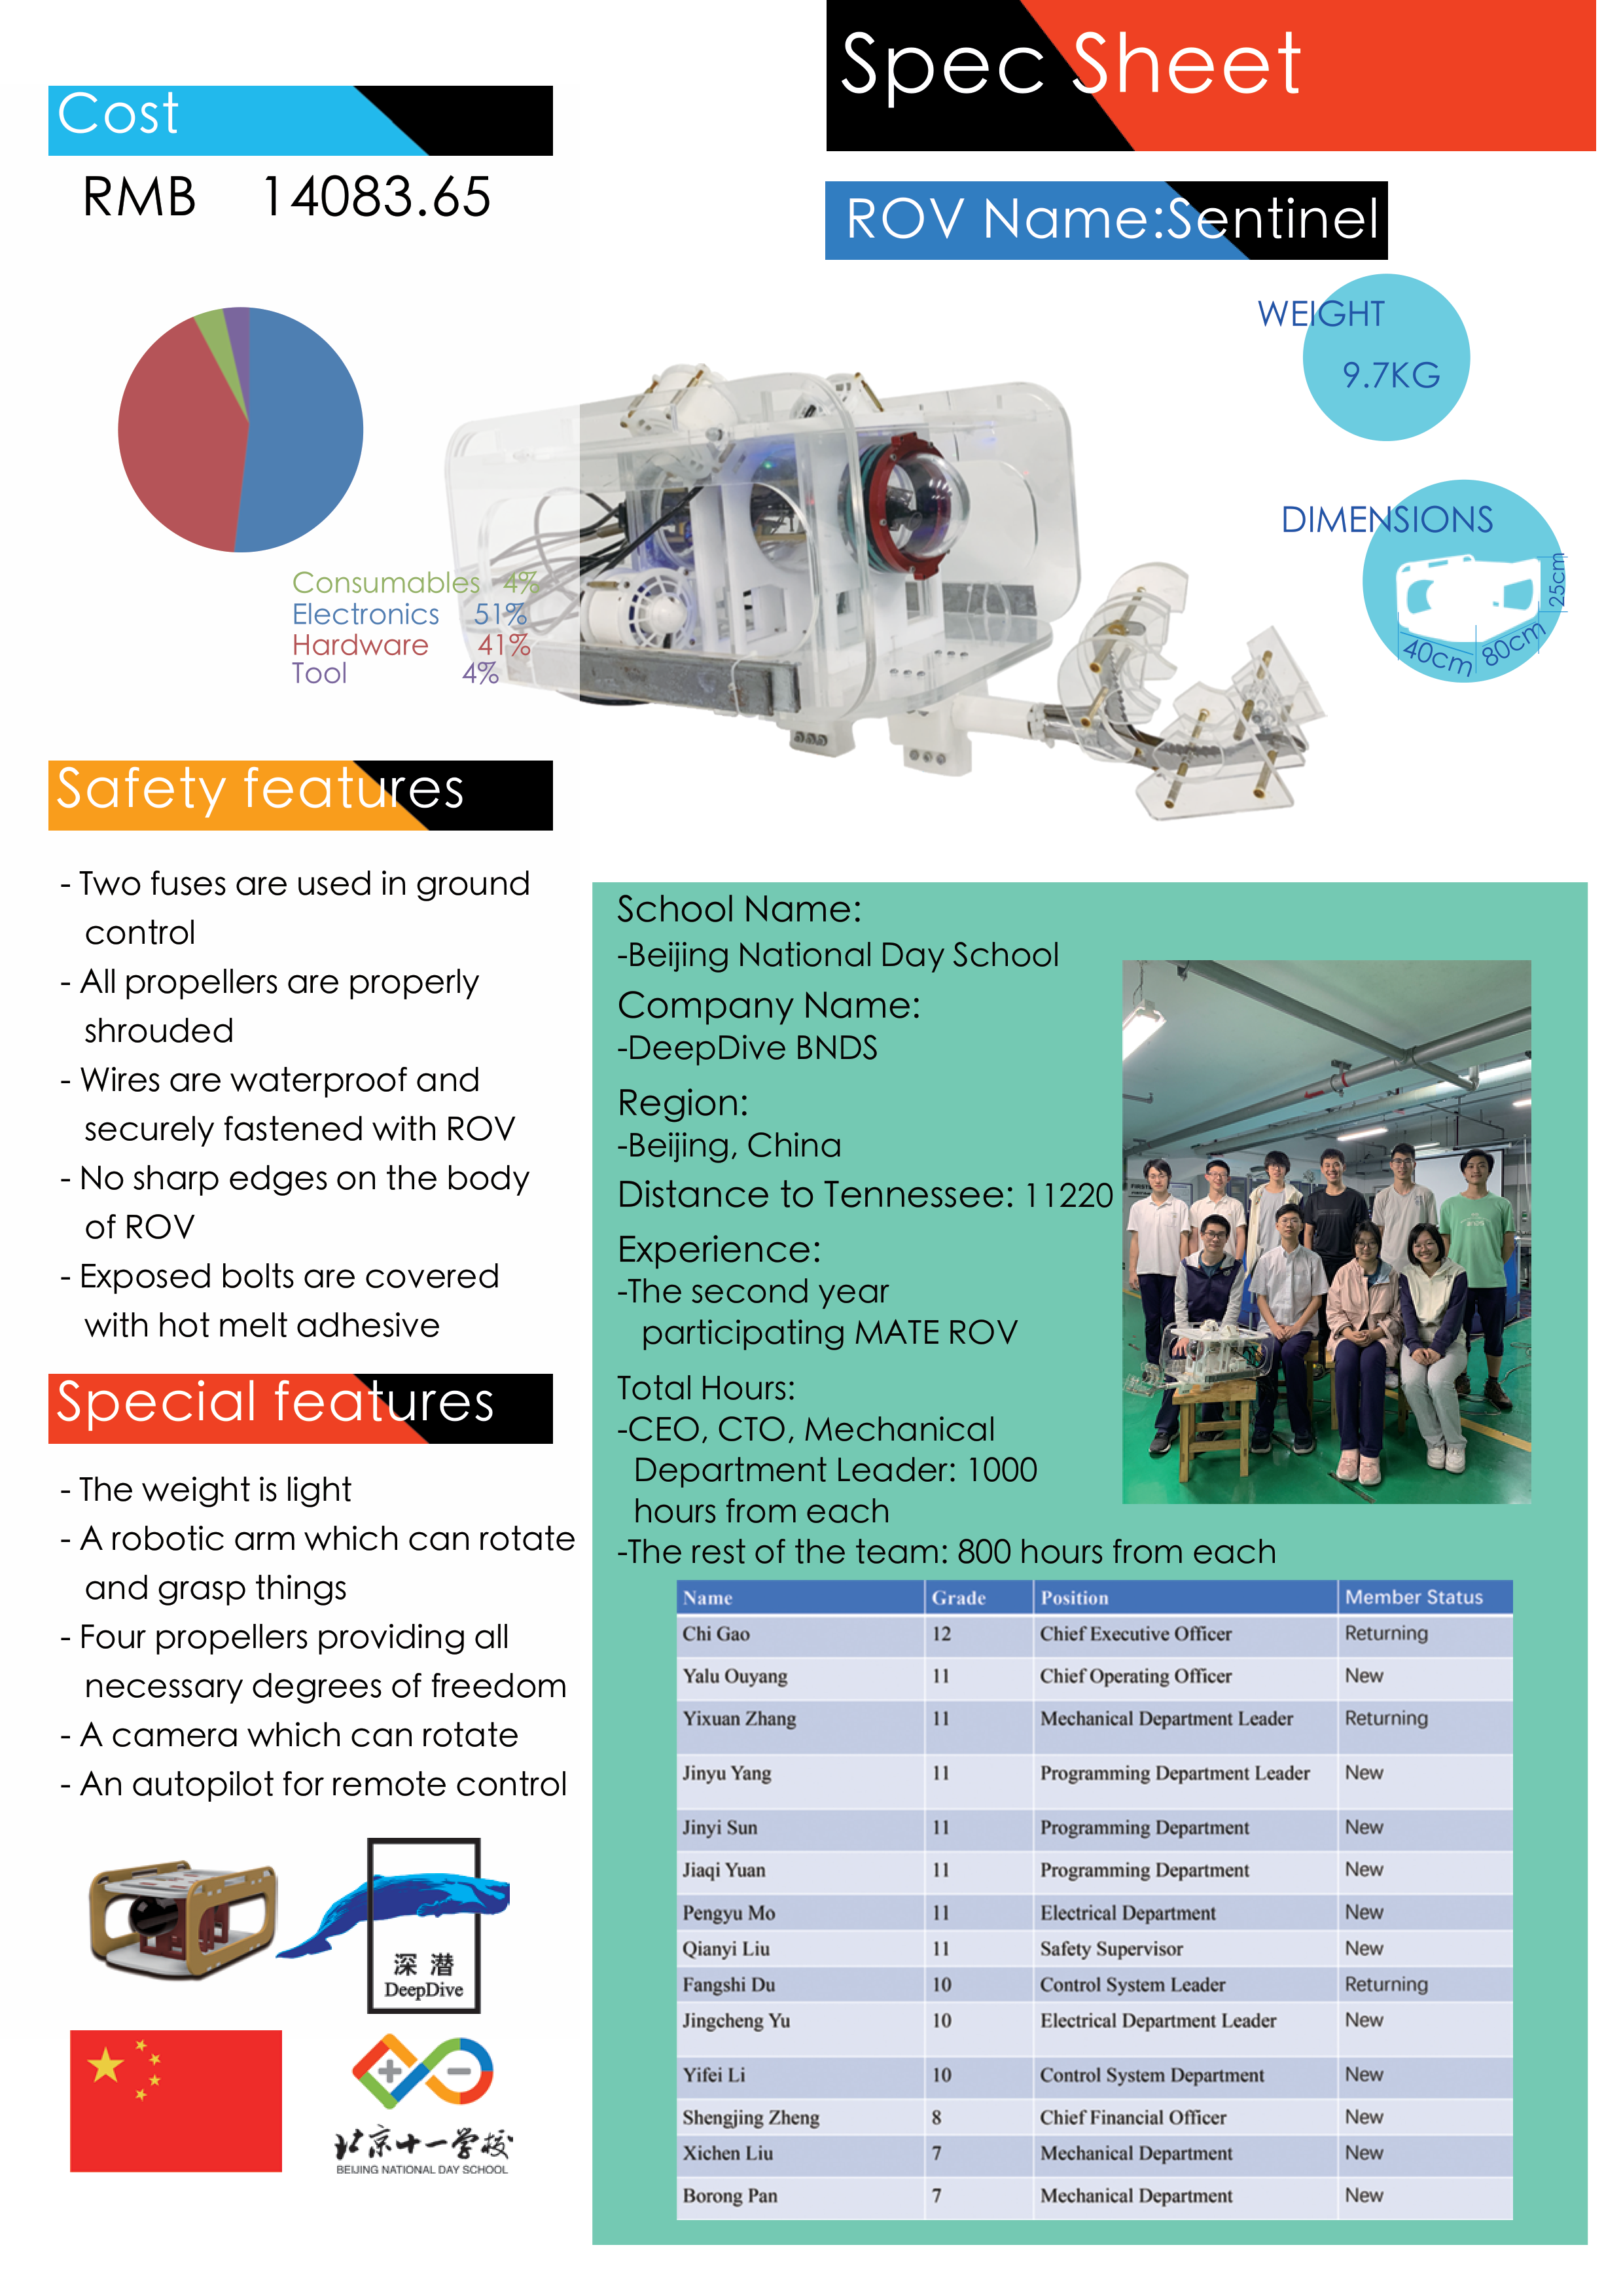 Spec Sheet
ROV Name:Sentinel
Cost
RMB 14083.65
Consumables 4%
Electronics 51%
Hardware 41%
Tool 4%
WEIGHT
9.7KG
DIMENSIONS
25cm
40cm
80cm
Safety features
- Two fuses are used in ground
control
- All propellers are properly
shrouded
- Wires are waterproof and
securely fastened with ROV
- No sharp edges on the body
of ROV
- Exposed bolts are covered
with hot melt adhesive
Special features
- The weight is light
- A robotic arm which can rotate
and grasp things
- Four propellers providing all
necessary degrees of freedom
- A camera which can rotate
- An autopilot for remote control
深 潜
DeepDive
北京十一学校
BEIJING NATIONAL DAY SCHOOL
School Name:
-Beijing National Day School
Company Name:
-DeepDive BNDS
Region:
-Beijing, China
Distance to Tennessee: 11220
Experience:
-The second year
participating MATE ROV
Total Hours:
-CEO, CTO, Mechanical
Department Leader: 1000
hours from each
-The rest of the team: 800 hours from each
FIRST
Name Grade Position Member Status
Chi Gao 12 Chief Executive Officer Returning
Yalu Ouyang 11 Chief Operating Officer New
Yixuan Zhang 11 Mechanical Department Leader Returning
Jinyu Yang 11 Programming Department Leader New
Jinyi Sun 11 Programming Department New
Jiaqi Yuan 11 Programming Department New
Pengyu Mo 11 Electrical Department New
Qianyi Liu 11 Safety Supervisor New
Fangshi Du 10 Control System Leader Returning
Jingcheng Yu 10 Electrical Department Leader New
Yifei Li 10 Control System Department New
Shengjing Zheng 8 Chief Financial Officer New
Xichen Liu 7 Mechanical Department New
Borong Pan 7 Mechanical Department New